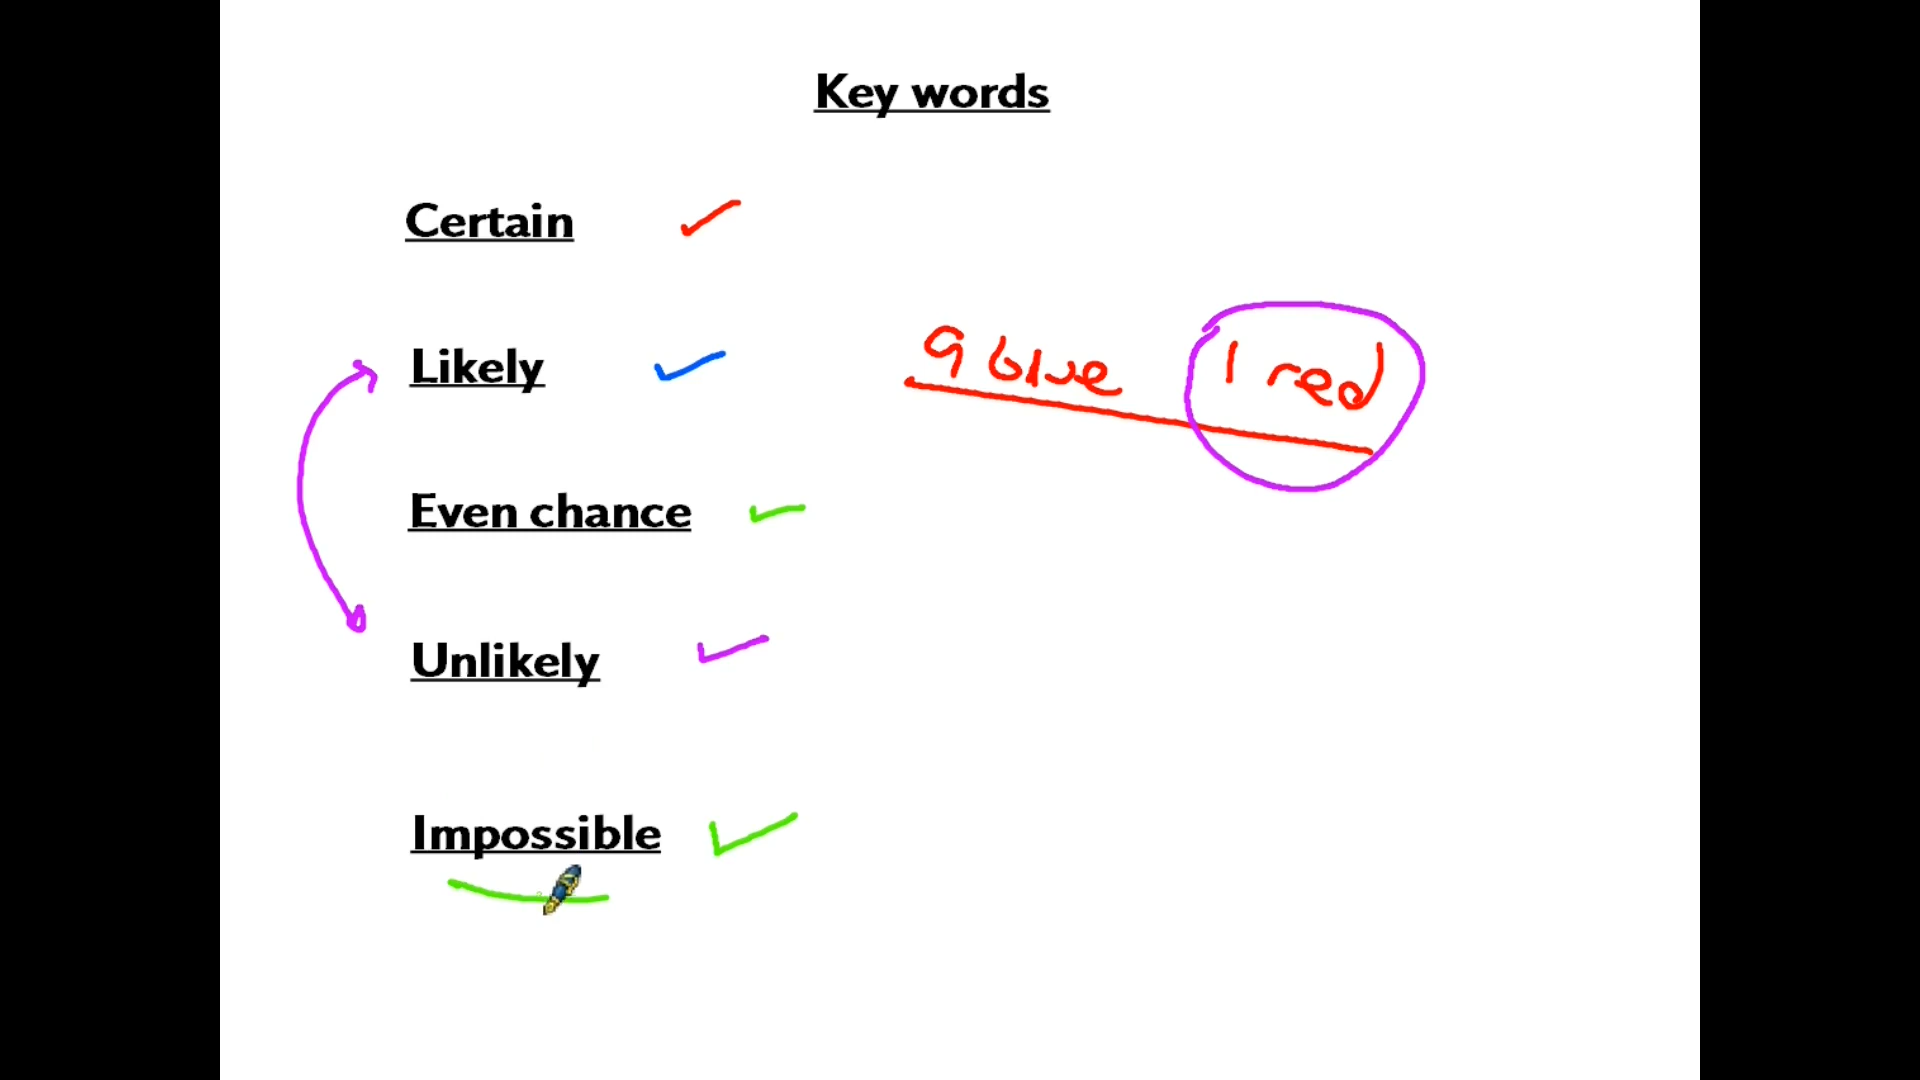 Key words
Certain
Likely
9 blue 1 red
Even chance
Unlikely
Impossible